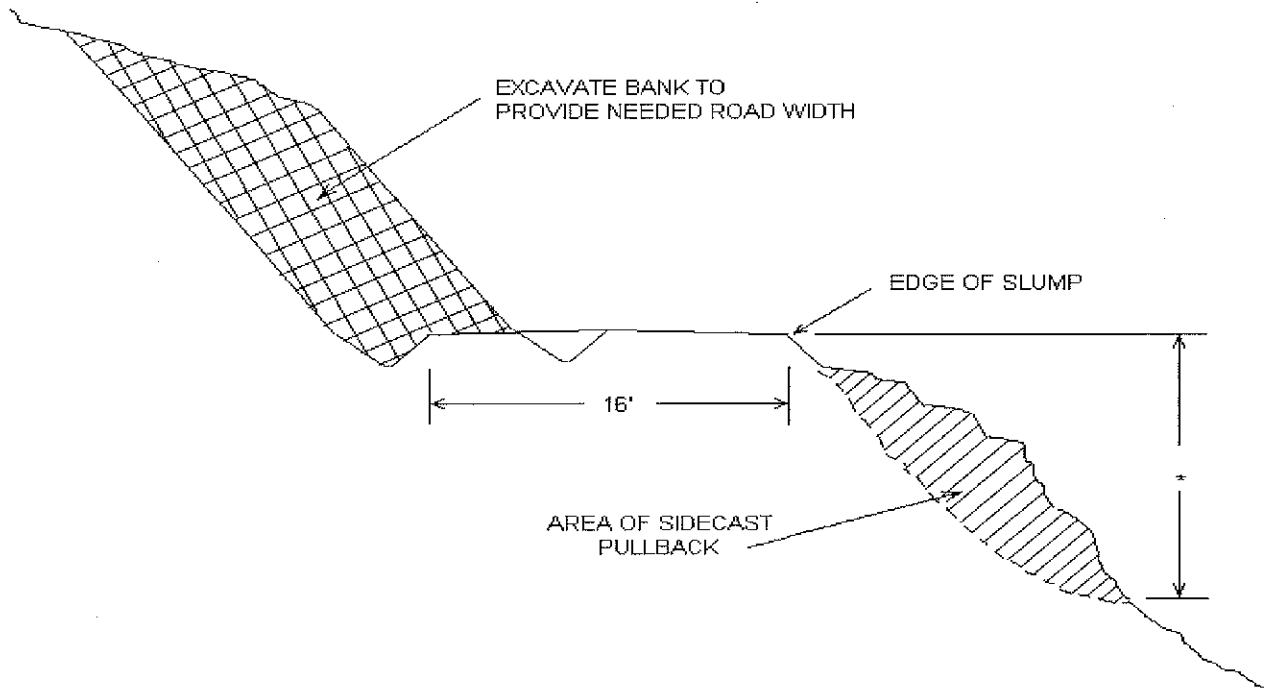 EXCAVATE BANK TO
PROVIDE NEEDED ROAD WIDTH
EDGE OF SLUMP
16'
*
AREA OF SIDECAST
PULLBACK